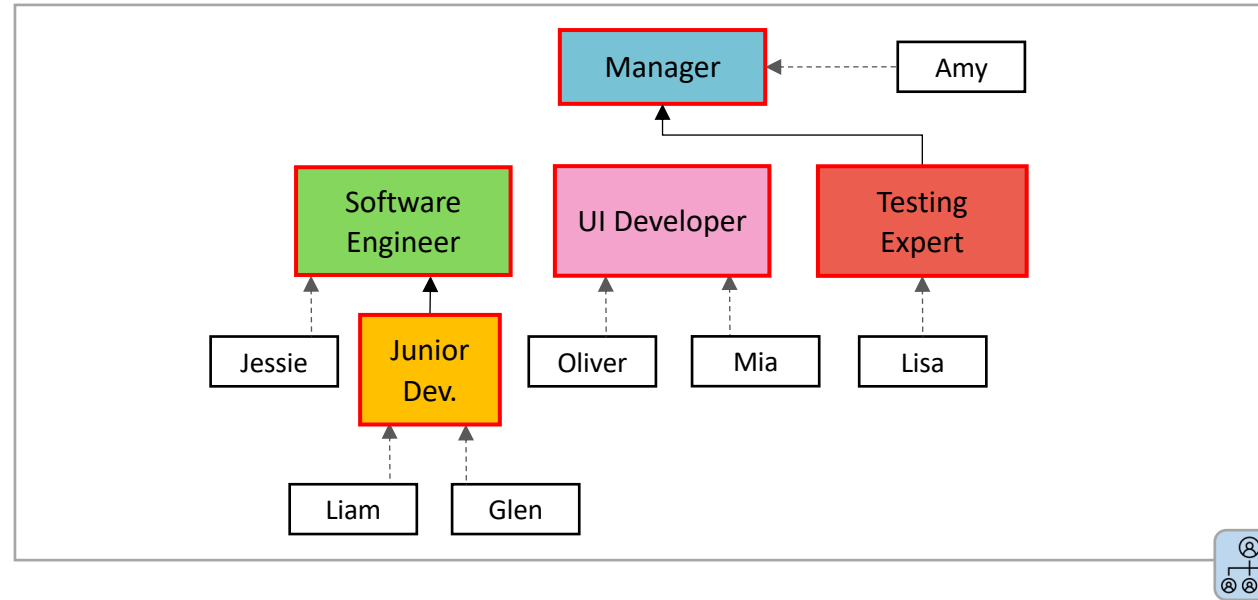 Manager
Amy
Software
Engineer
UI Developer
Testing
Expert
Jessie
Junior
Dev.
Oliver
Mia
Lisa
Liam
Glen